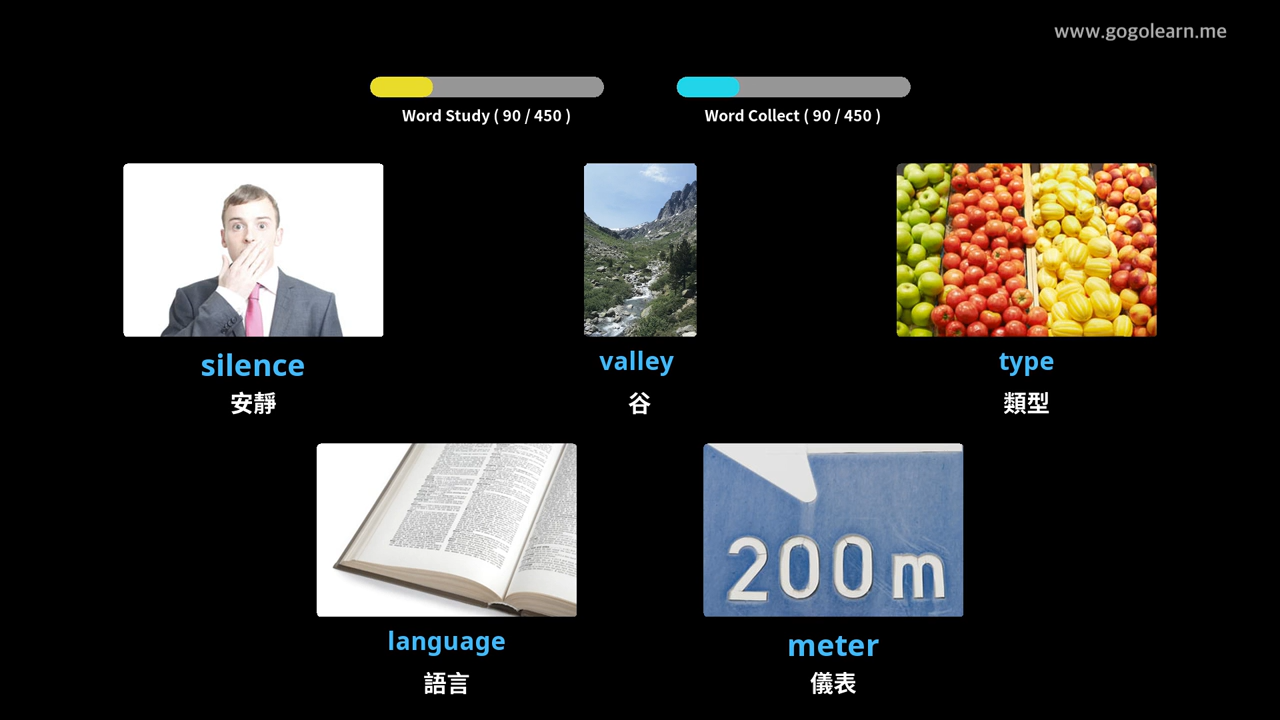 www.gogolearn.me
Word Study ( 90 / 450 )
Word Collect ( 90 / 450 )
silence
安靜
valley
谷
type
類型
language
語言
200 m
meter
儀表